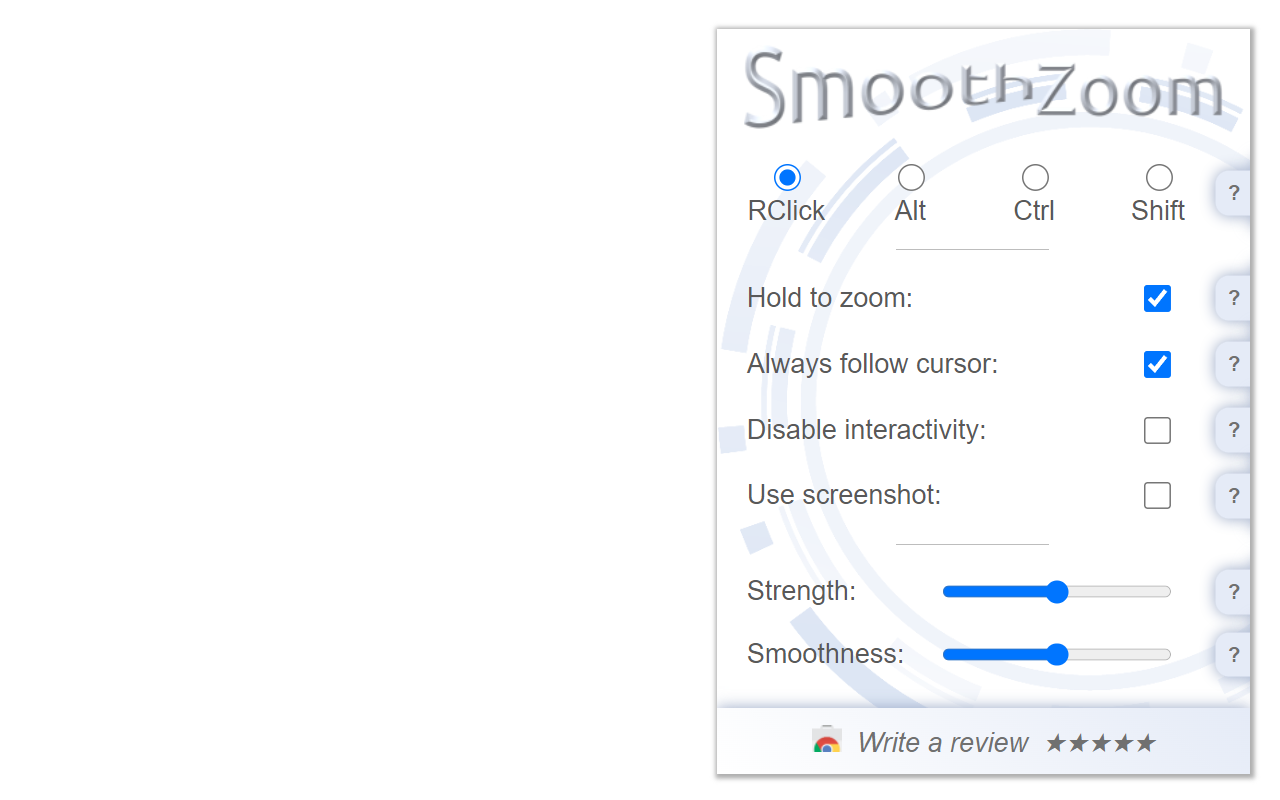 SmoothZoom
RClick Alt Ctrl Shift ?
Hold to zoom: ?
Always follow cursor: ?
Disable interactivity: ?
Use screenshot: ?
Strength: ?
Smoothness: ?
Write a review ★★★★★